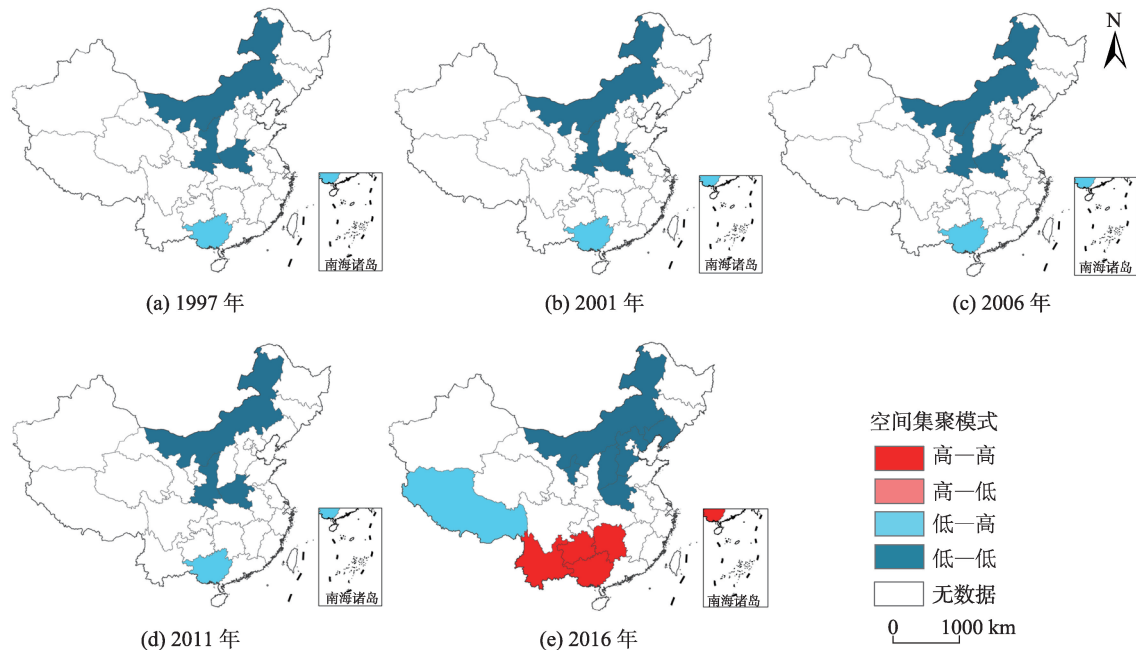 N
南海诸岛
南海诸岛
南海诸岛
(a) 1997 年
(b) 2001 年
(c) 2006 年
南海诸岛
南海诸岛
(d) 2011 年
(e) 2016 年
空间集聚模式
高—高
高—低
低—高
低—低
无数据
0 1000 km